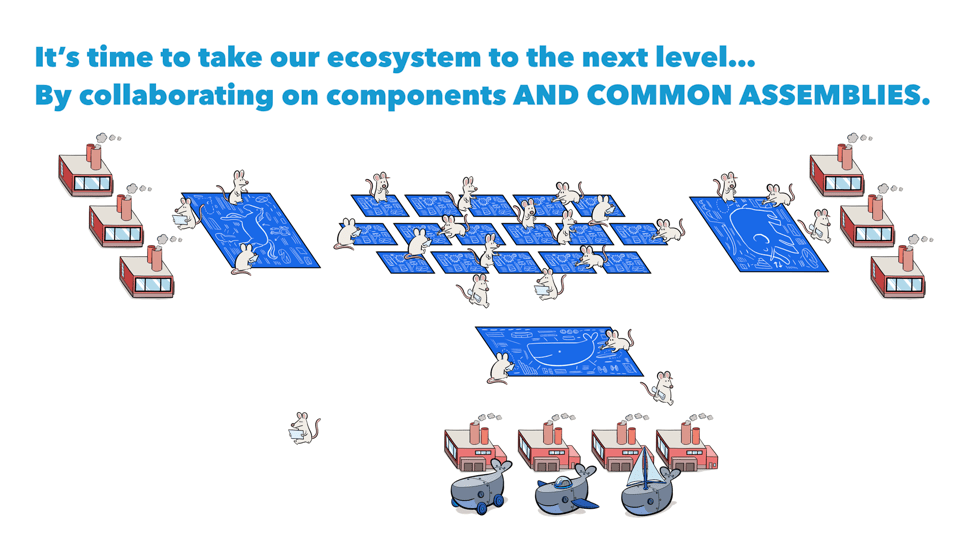 It’s time to take our ecosystem to the next level...
By collaborating on components AND COMMON ASSEMBLIES.